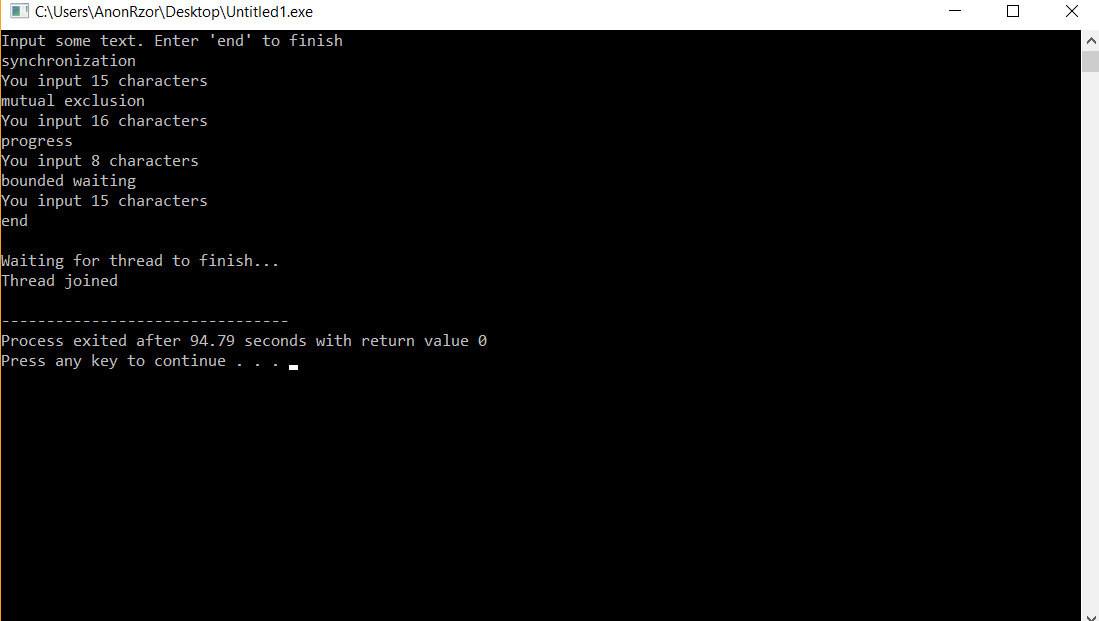 C:\Users\AnonRzor\Desktop\Untitled1.exe
Input some text. Enter 'end' to finish
synchronization
You input 15 characters
mutual exclusion
You input 16 characters
progress
You input 8 characters
bounded waiting
You input 15 characters
end
Waiting for thread to finish...
Thread joined
--------------------------------
Process exited after 94.79 seconds with return value 0
Press any key to continue . . .